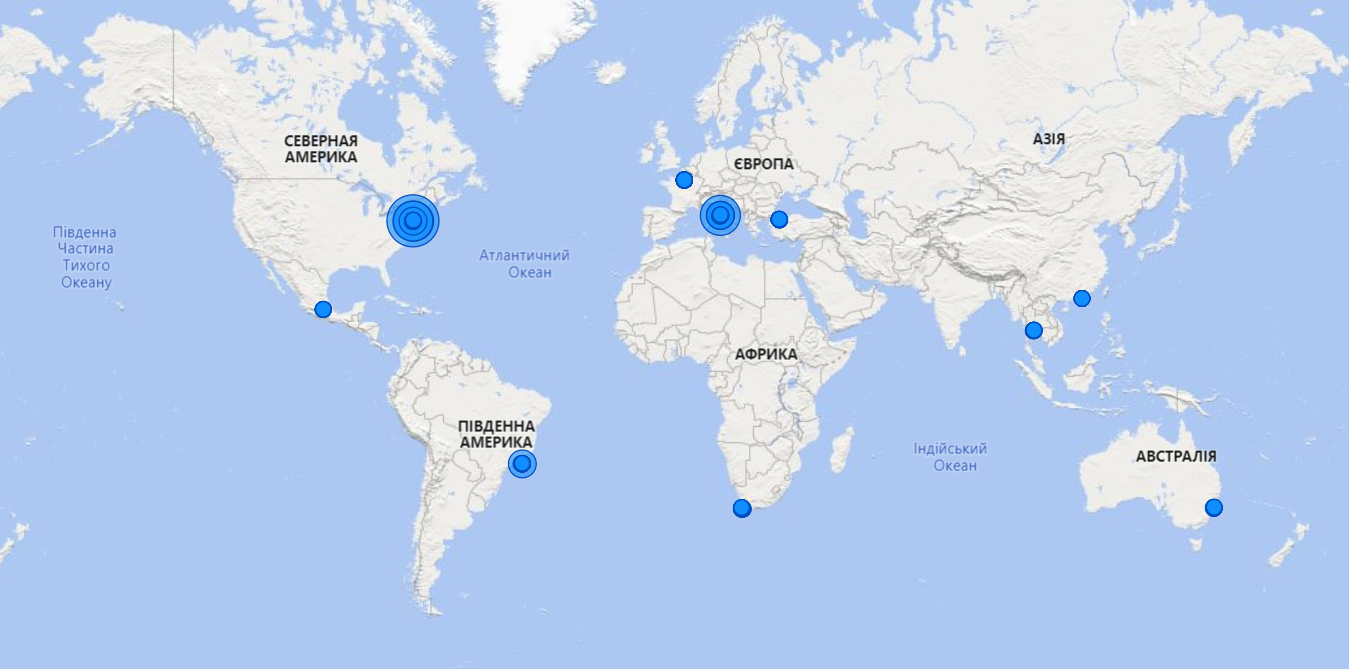 СЕВЕРНАЯ
АМЕРИКА
АЗІЯ
ЄВРОПА
Південна
Частина
Тихого
Океану
Атлантичний
Океан
АФРИКА
ПІВДЕННА
АМЕРИКА
Індійський
Океан
АВСТРАЛІЯ